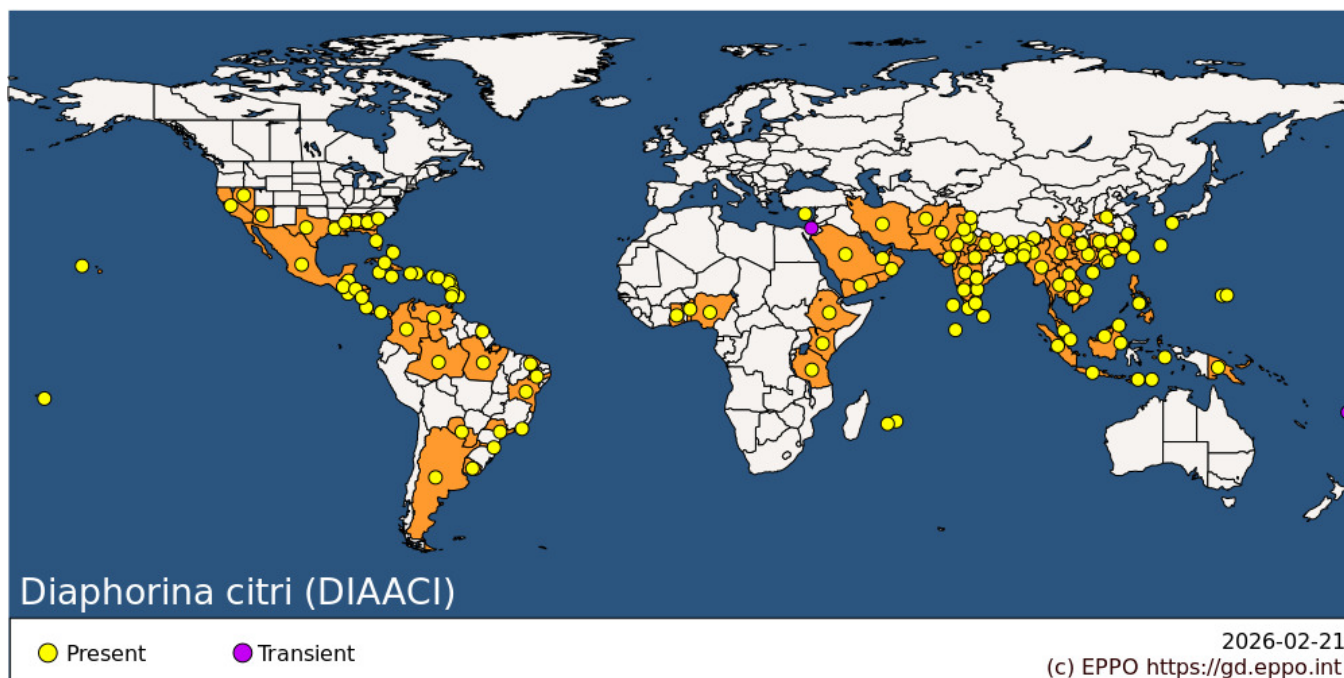 Diaphorina citri (DIAACI)
Present
Transient
2026-02-21
(c) EPPO https://gd.eppo.int